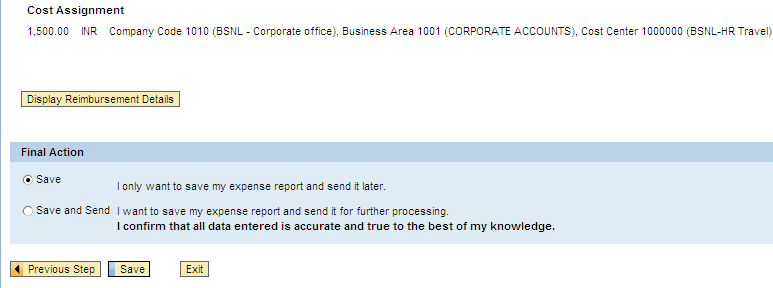 Cost Assignment
1,500.00 INR Company Code 1010 (BSNL - Corporate office), Business Area 1001 (CORPORATE ACCOUNTS), Cost Center 1000000 (BSNL-HR Travel)
Display Reimbursement Details
Final Action
Save I only want to save my expense report and send it later.
Save and Send I want to save my expense report and send it for further processing.
I confirm that all data entered is accurate and true to the best of my knowledge.
Previous Step Save Exit